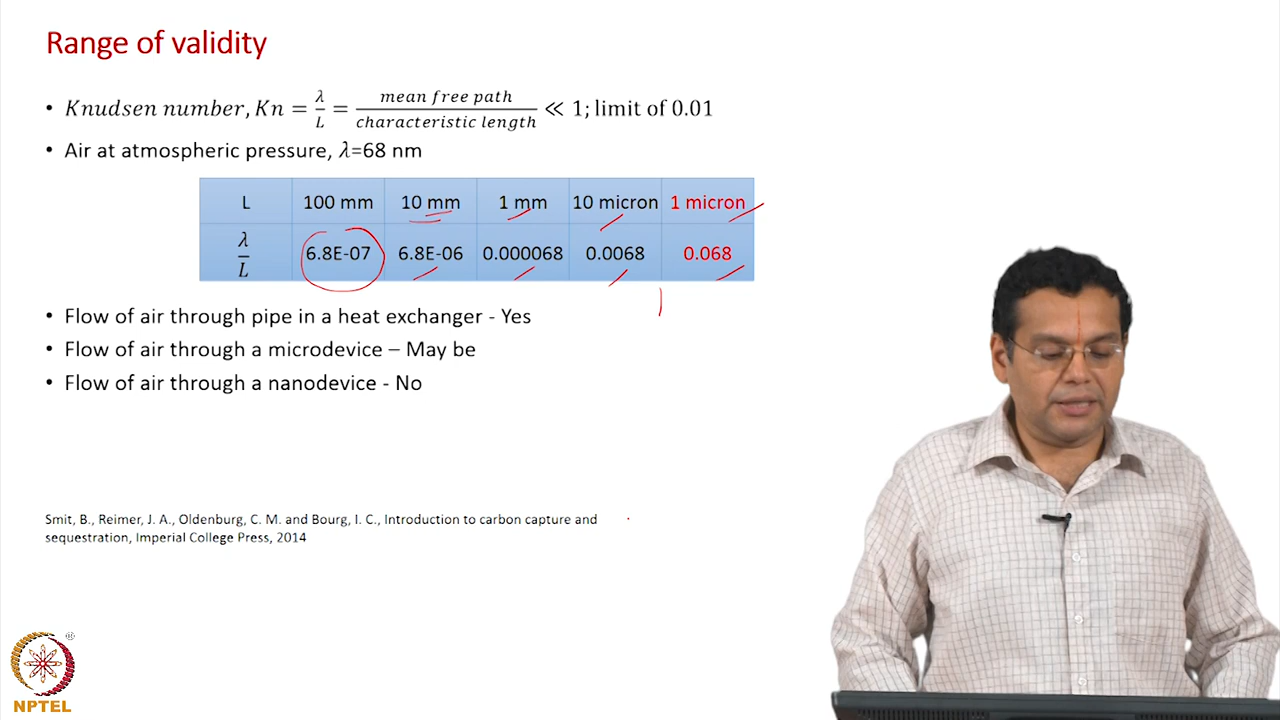 Range of validity
• Knudsen number, Kn = λ/L = mean free path/characteristic length ≪ 1; limit of 0.01
• Air at atmospheric pressure, λ=68 nm
L 100 mm 10 mm 1 mm 10 micron 1 micron
λ/L 6.8E-07 6.8E-06 0.000068 0.0068 0.068
• Flow of air through pipe in a heat exchanger - Yes
• Flow of air through a microdevice – May be
• Flow of air through a nanodevice - No
Smit, B., Reimer, J. A., Oldenburg, C. M. and Bourg, I. C., Introduction to carbon capture and
sequestration, Imperial College Press, 2014
NPTEL